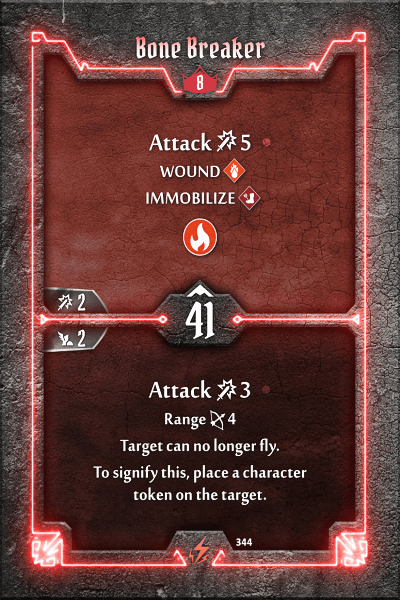 Bone Breaker
8
Attack 5
WOUND
IMMOBILIZE
2
41
2
Attack 3
Range 4
Target can no longer fly.
To signify this, place a character
token on the target.
344